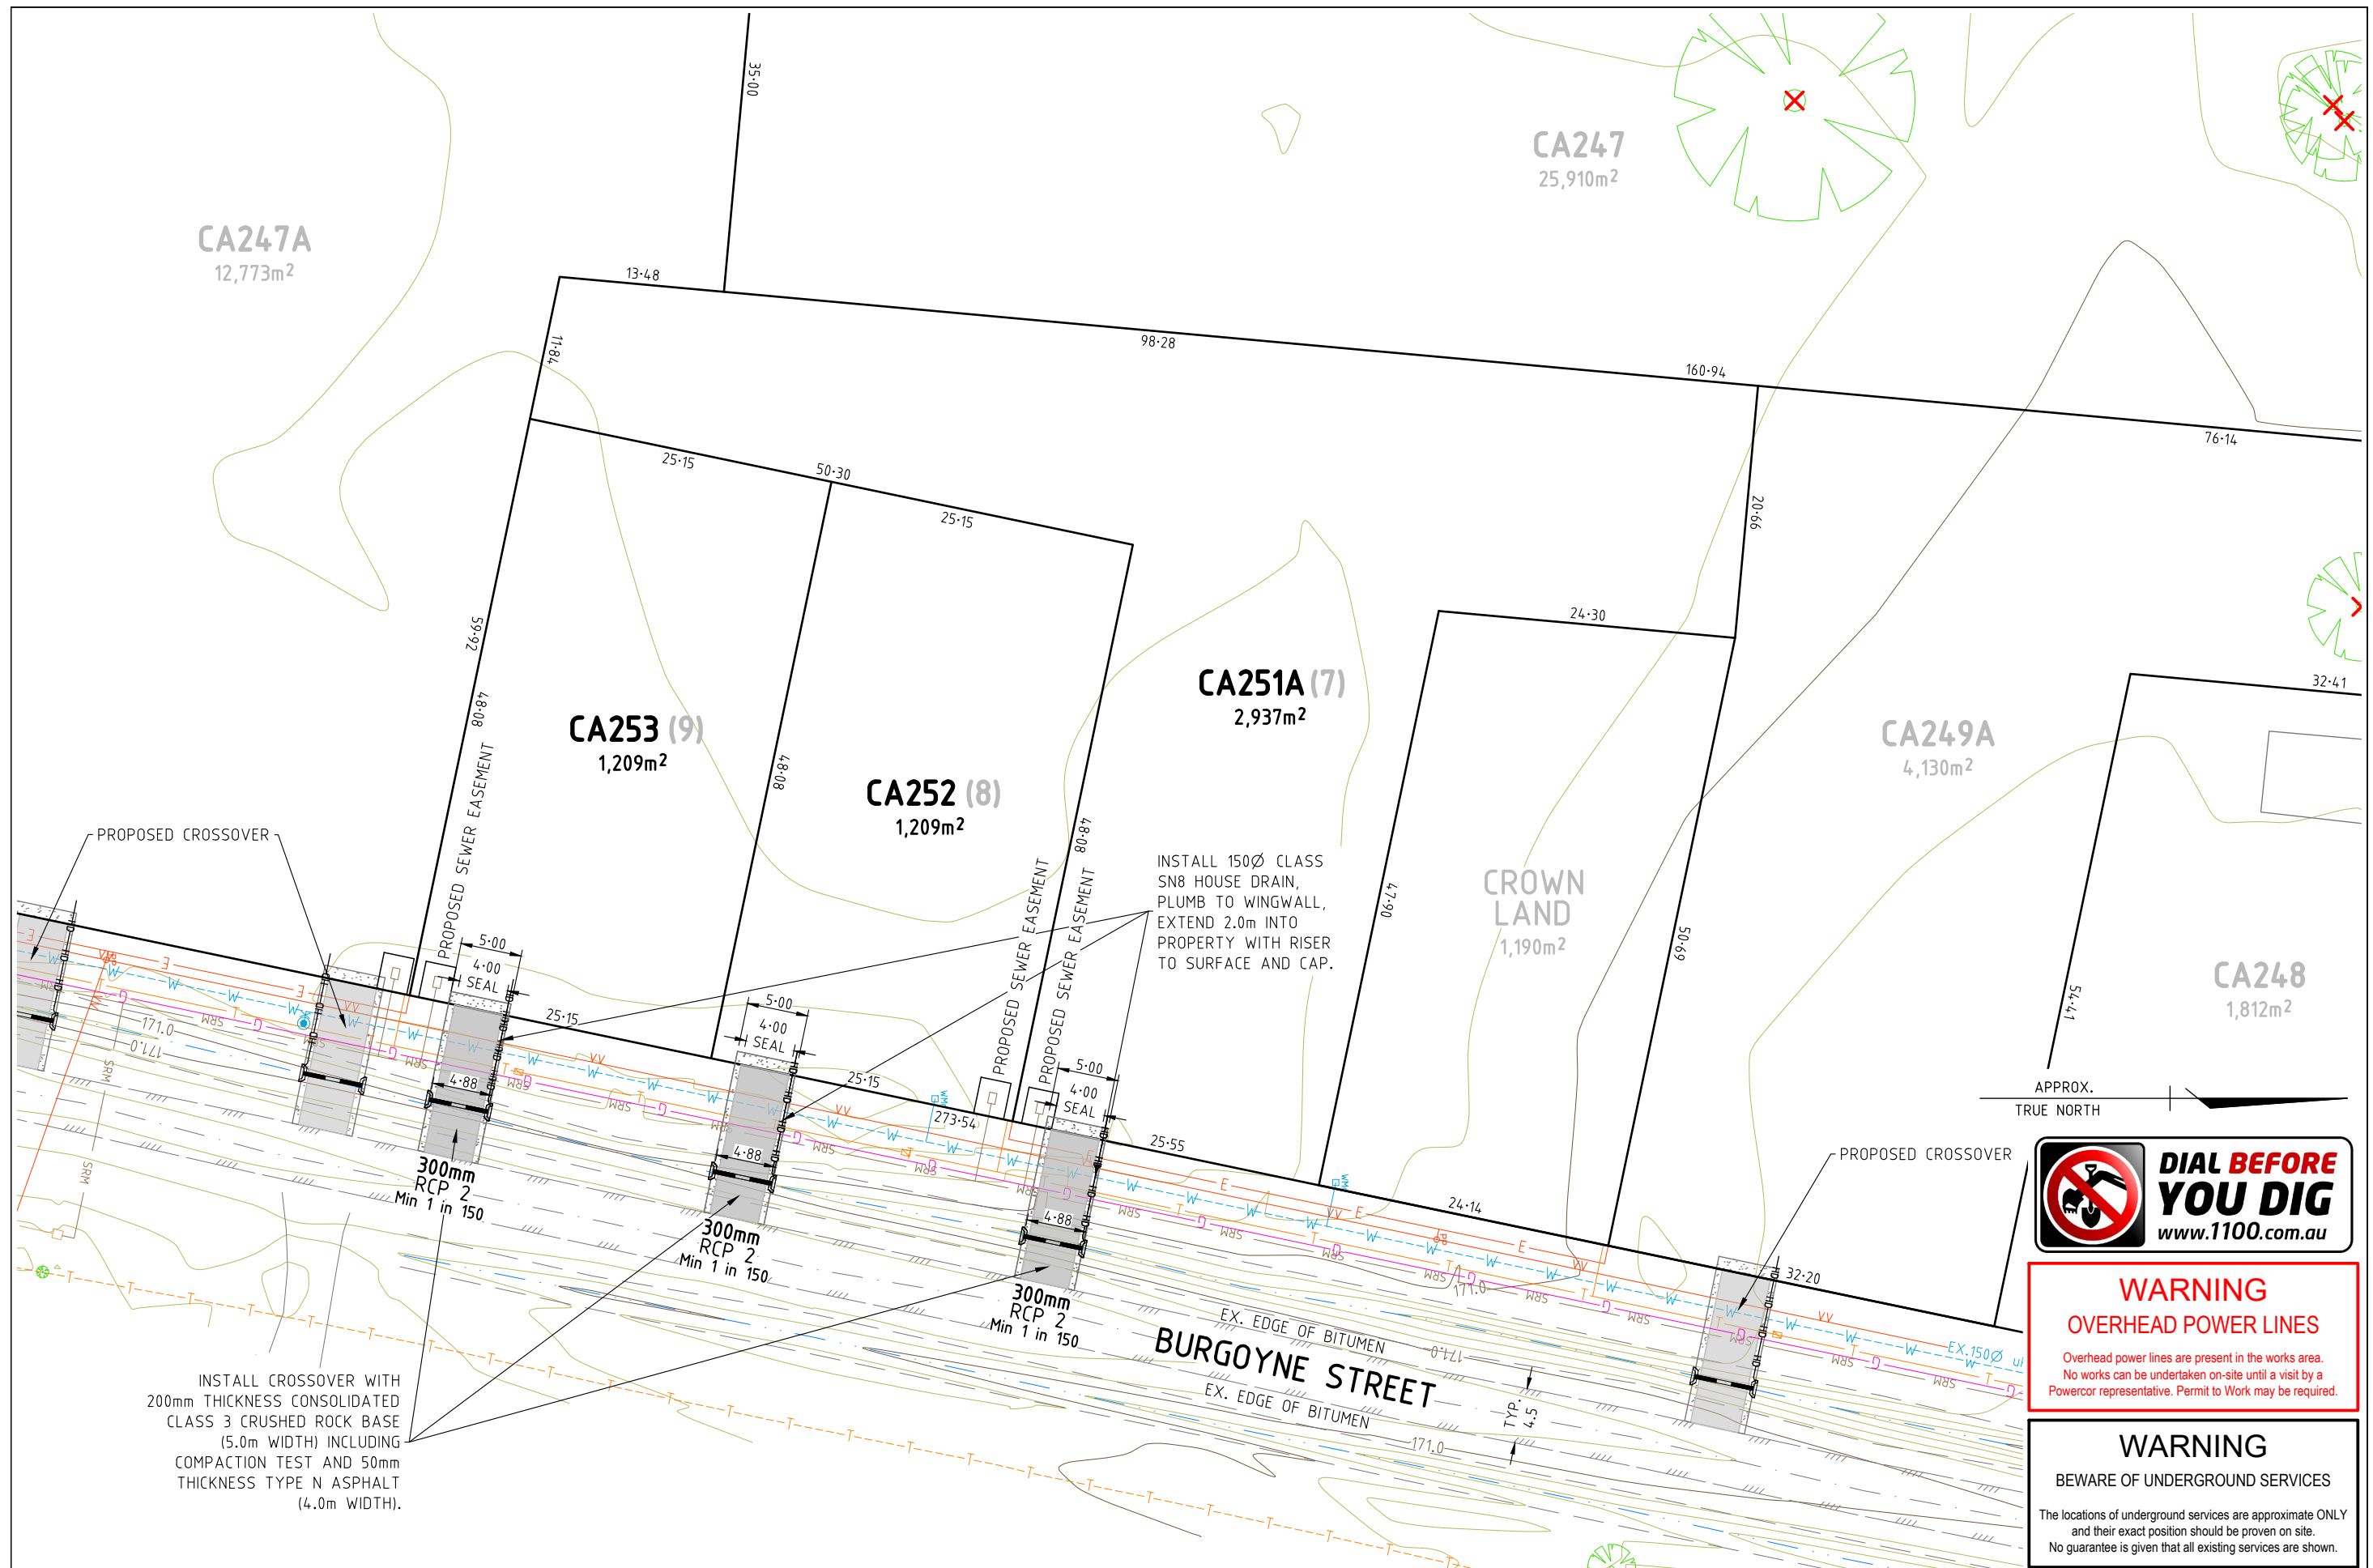 35·00
CA247
25,910m²
CA247A
12,773m²
13·48
98·28
160·94
76·14
11·84
25·15
50·30
25·15
20·66
24·30
32·41
59·92
48·08
CA253 (9)
1,209m²
48·08
CA252 (8)
1,209m²
CA251A (7)
2,937m²
48·08
47·90
CROWN
LAND
1,190m²
50·69
CA249A
4,130m²
CA248
1,812m²
54·41
PROPOSED CROSSOVER
PROPOSED SEWER EASEMENT
PROPOSED SEWER EASEMENT
PROPOSED SEWER EASEMENT
INSTALL 150Ø CLASS
SN8 HOUSE DRAIN,
PLUMB TO WINGWALL,
EXTEND 2.0m INTO
PROPERTY WITH RISER
TO SURFACE AND CAP.
5·00
4·00
SEAL
5·00
4·00
SEAL
5·00
4·00
SEAL
25·15
25·15
273·54
25·55
24·14
32·20
4·88
4·88
4·88
171.0
171.0
300mm
RCP 2
Min 1 in 150
300mm
RCP 2
Min 1 in 150
300mm
RCP 2
Min 1 in 150
PROPOSED CROSSOVER
171.0
EX. EDGE OF BITUMEN
BURGOYNE STREET
EX. EDGE OF BITUMEN
171.0
171.0
TYP.
4.5
EX.150Ø
INSTALL CROSSOVER WITH
200mm THICKNESS CONSOLIDATED
CLASS 3 CRUSHED ROCK BASE
(5.0m WIDTH) INCLUDING
COMPACTION TEST AND 50mm
THICKNESS TYPE N ASPHALT
(4.0m WIDTH).
APPROX.
TRUE NORTH
DIAL BEFORE
YOU DIG
www.1100.com.au
WARNING
OVERHEAD POWER LINES
Overhead power lines are present in the works area.
No works can be undertaken on-site until a visit by a
Powercor representative. Permit to Work may be required.
WARNING
BEWARE OF UNDERGROUND SERVICES
The locations of underground services are approximate ONLY
and their exact position should be proven on site.
No guarantee is given that all existing services are shown.